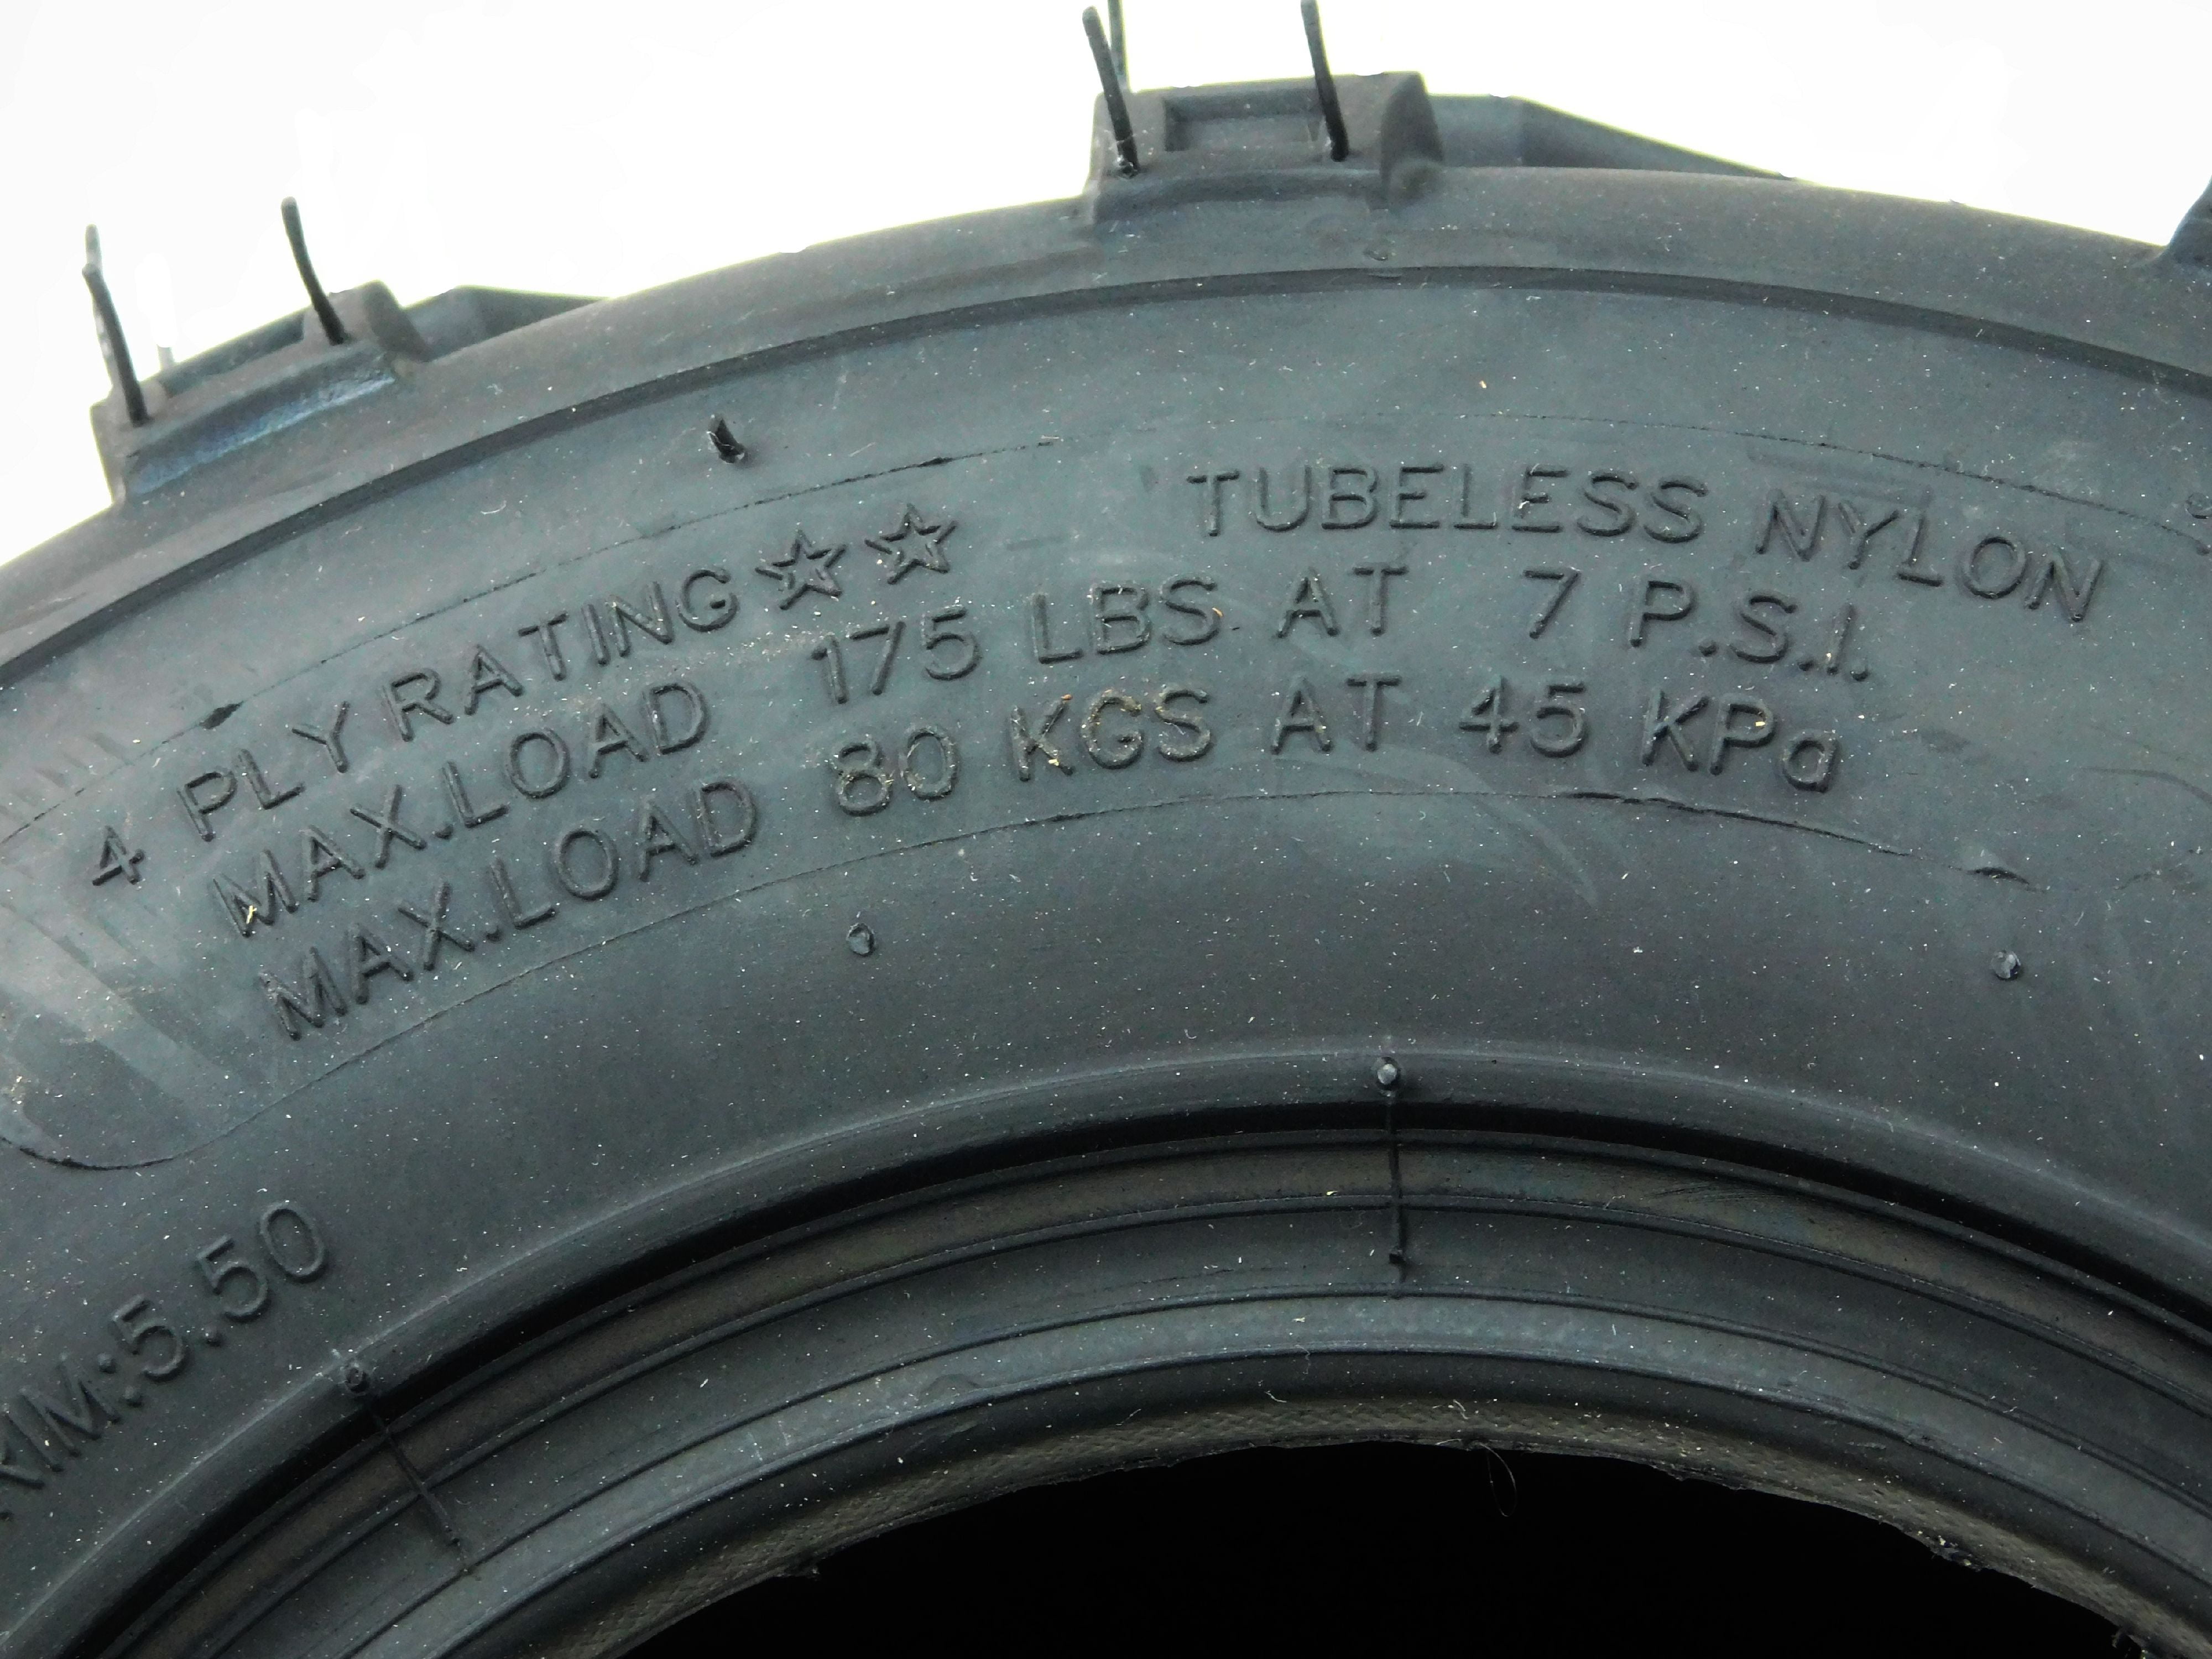 4 PLY RATING☆☆ TUBELESS NYLON
MAX.LOAD 175 LBS AT 7 P.S.I.
MAX.LOAD 80 KGS AT 45 KPa
RIM:5.50